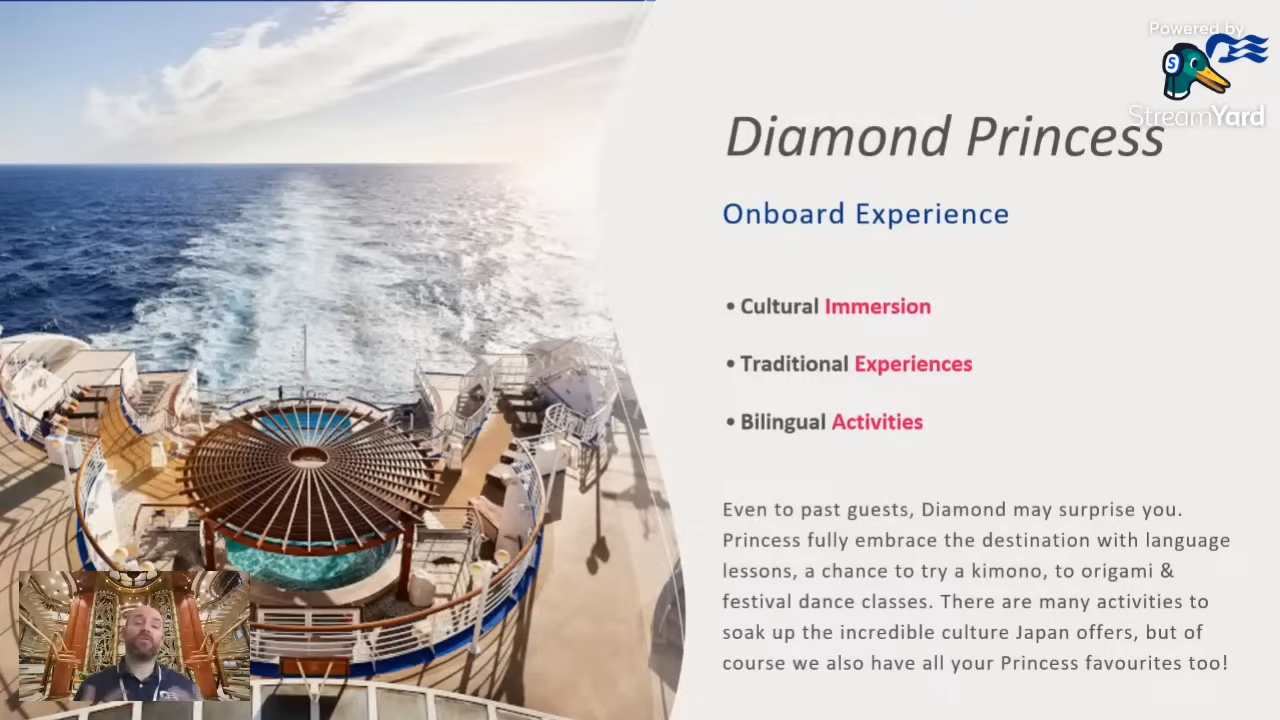 Powered by
S
StreamYard
Diamond Princess
Onboard Experience
• Cultural Immersion
• Traditional Experiences
• Bilingual Activities
Even to past guests, Diamond may surprise you.
Princess fully embrace the destination with language
lessons, a chance to try a kimono, to origami &
festival dance classes. There are many activities to
soak up the incredible culture Japan offers, but of
course we also have all your Princess favourites too!